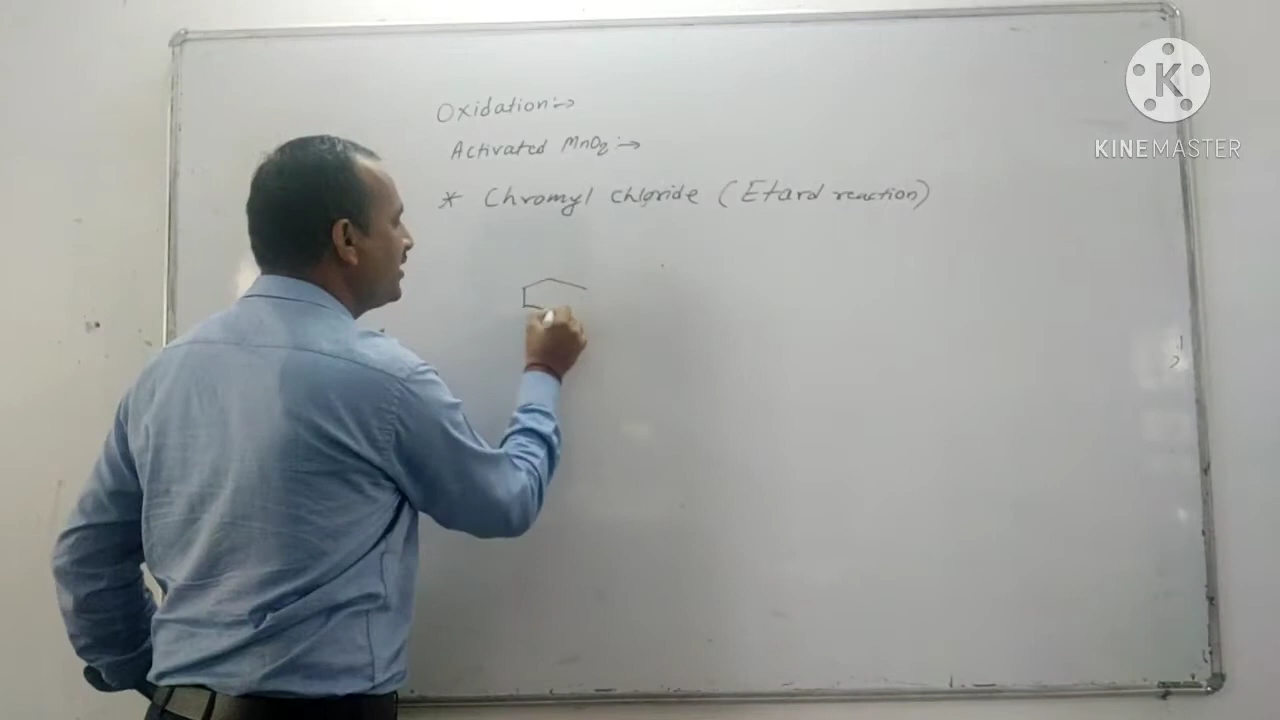 Oxidation:→
Activated MnO2:→
* Chromyl chloride (Etard reaction)
K
KINEMASTER